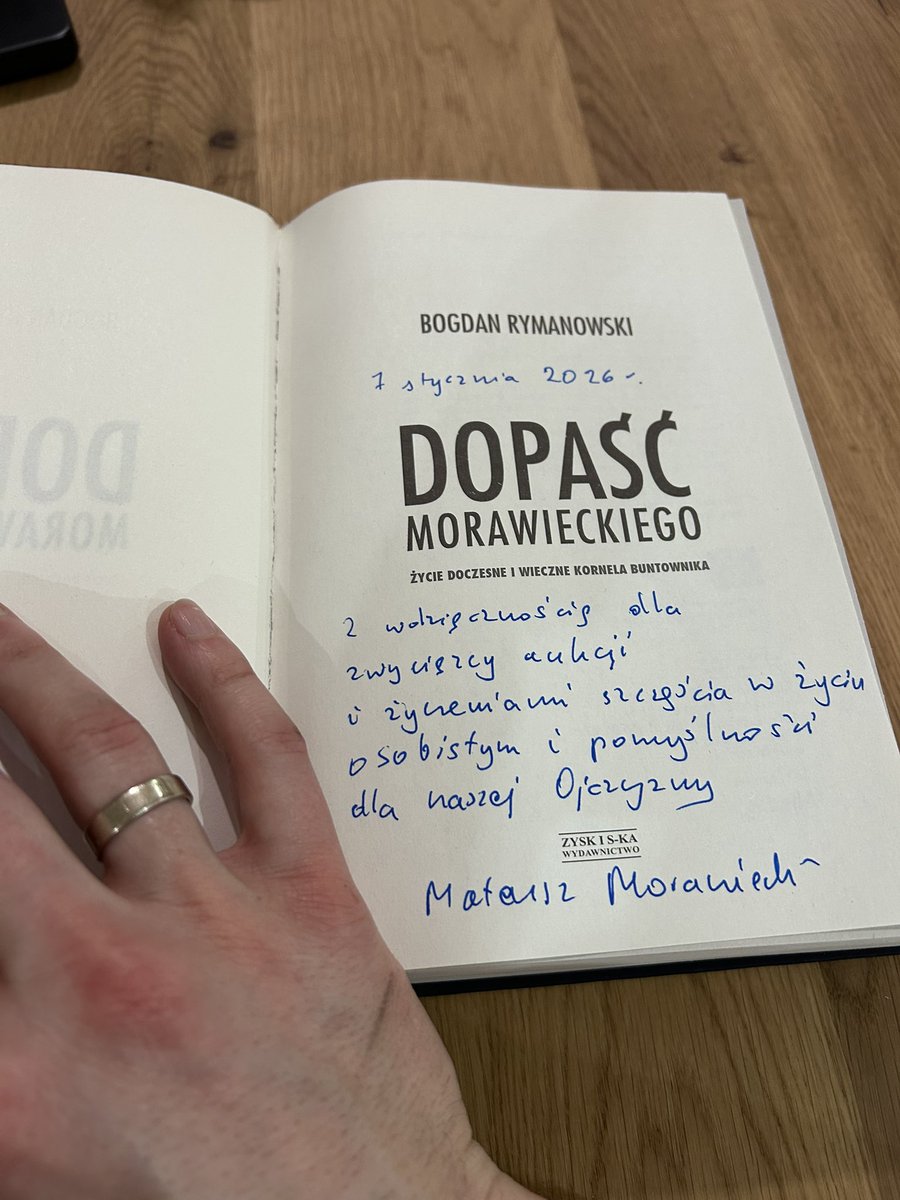 BOGDAN RYMANOWSKI
7 stycznia 2026 r.
DOPAŚĆ
MORAWIECKIEGO
ŻYCIE DOCZESNE I WIECZNE KORNELA BUNTOWNIKA
Z wdzięcznością dla
zwycięzcy aukcji
i życzeniami szczęścia w życiu
osobistym i pomyślności
dla naszej Ojczyzny
ZYSK I S-KA
WYDAWNICTWO
Mateusz Morawiecki